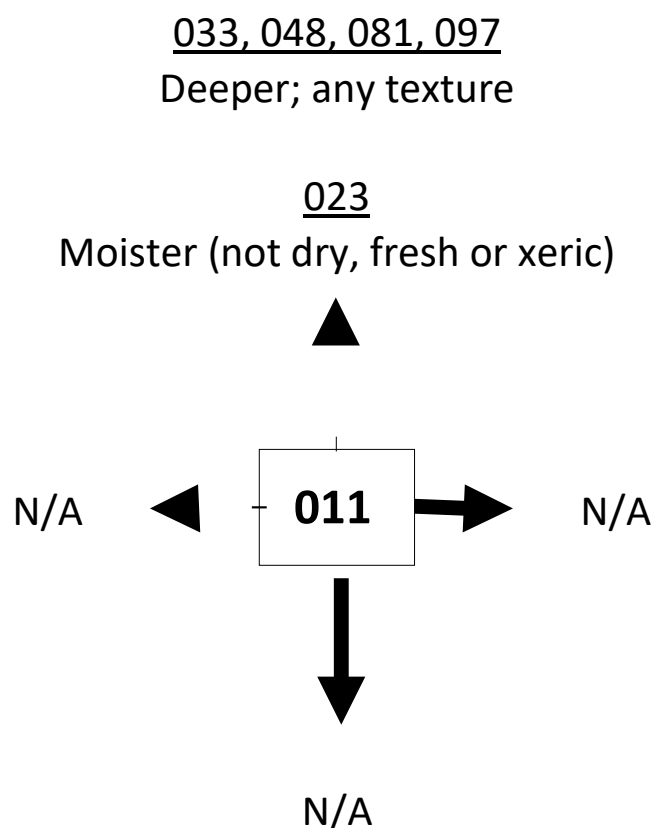 033, 048, 081, 097
Deeper; any texture
023
Moister (not dry, fresh or xeric)
N/A
011
N/A
N/A